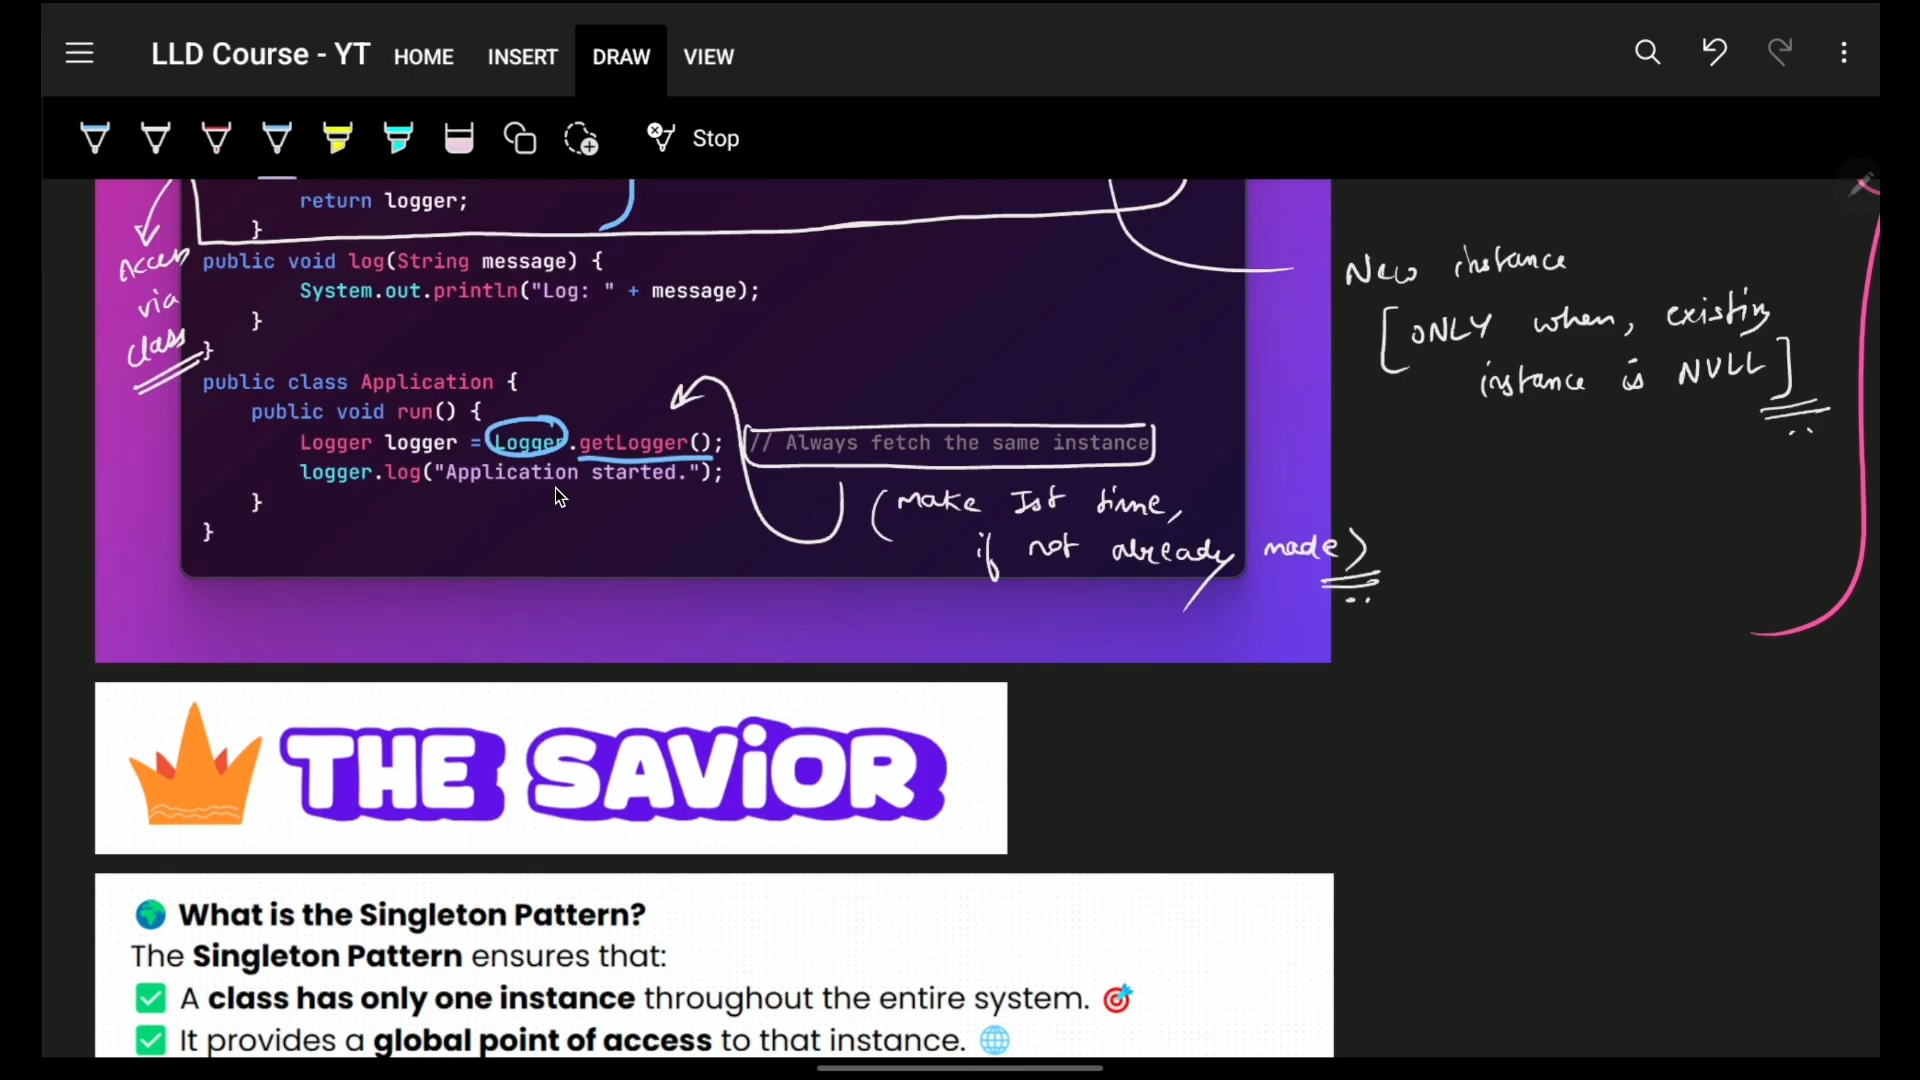 LLD Course - YT HOME INSERT DRAW VIEW
Stop
return logger;
}
Access
via
class
public void log(String message) {
System.out.println("Log: " + message);
}
}
New instance
[ONLY when, existing
instance is NULL]
public class Application {
public void run() {
Logger logger = Logger.getLogger(); // Always fetch the same instance
logger.log("Application started.");
}
}
(make Ist time,
if not already made)
THE SAViOR
What is the Singleton Pattern?
The Singleton Pattern ensures that:
A class has only one instance throughout the entire system.
It provides a global point of access to that instance.